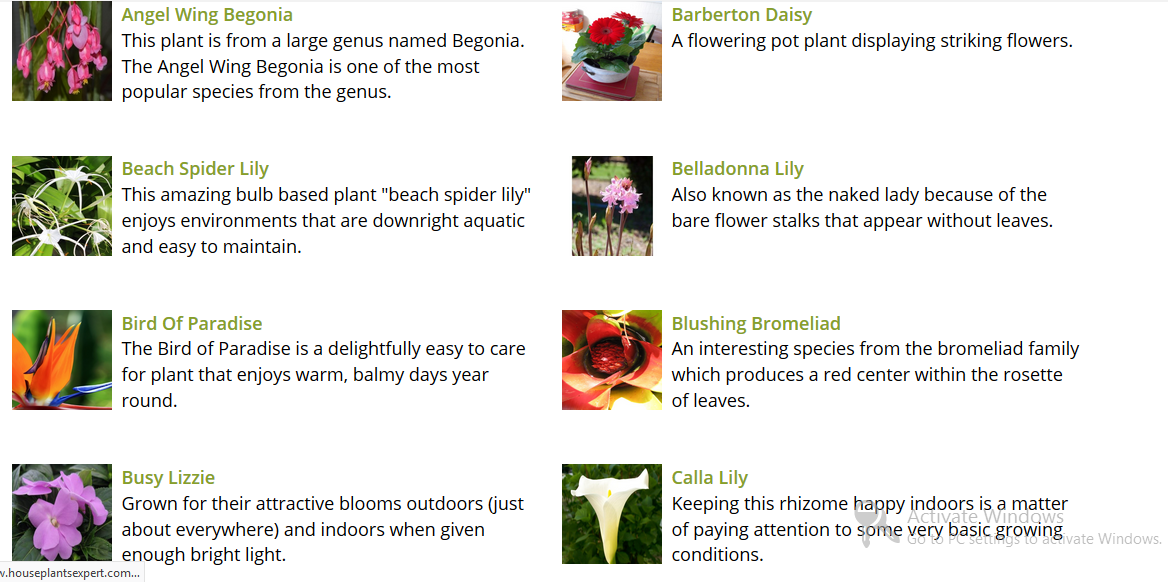 Angel Wing Begonia
This plant is from a large genus named Begonia.
The Angel Wing Begonia is one of the most
popular species from the genus.
Barberton Daisy
A flowering pot plant displaying striking flowers.
Beach Spider Lily
This amazing bulb based plant "beach spider lily"
enjoys environments that are downright aquatic
and easy to maintain.
Belladonna Lily
Also known as the naked lady because of the
bare flower stalks that appear without leaves.
Bird Of Paradise
The Bird of Paradise is a delightfully easy to care
for plant that enjoys warm, balmy days year
round.
Blushing Bromeliad
An interesting species from the bromeliad family
which produces a red center within the rosette
of leaves.
Busy Lizzie
Grown for their attractive blooms outdoors (just
about everywhere) and indoors when given
enough bright light.
Calla Lily
Keeping this rhizome happy indoors is a matter
of paying attention to some very basic growing
conditions.
Activate Windows
Go to PC settings to activate Windows.
w.houseplantsexpert.com...